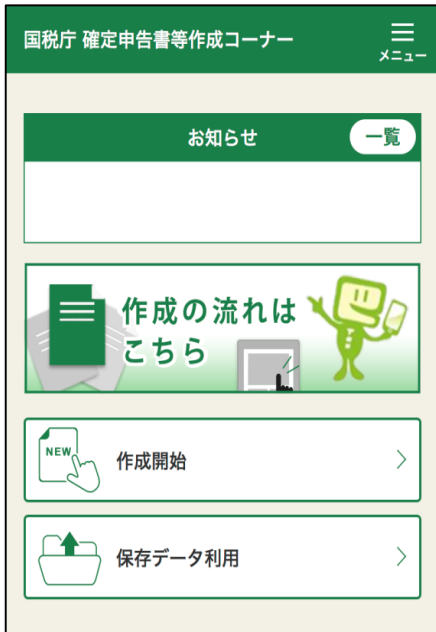 国税庁 確定申告書等作成コーナー
メニュー
お知らせ
一覧
作成の流れは
こちら
NEW
作成開始
保存データ利用